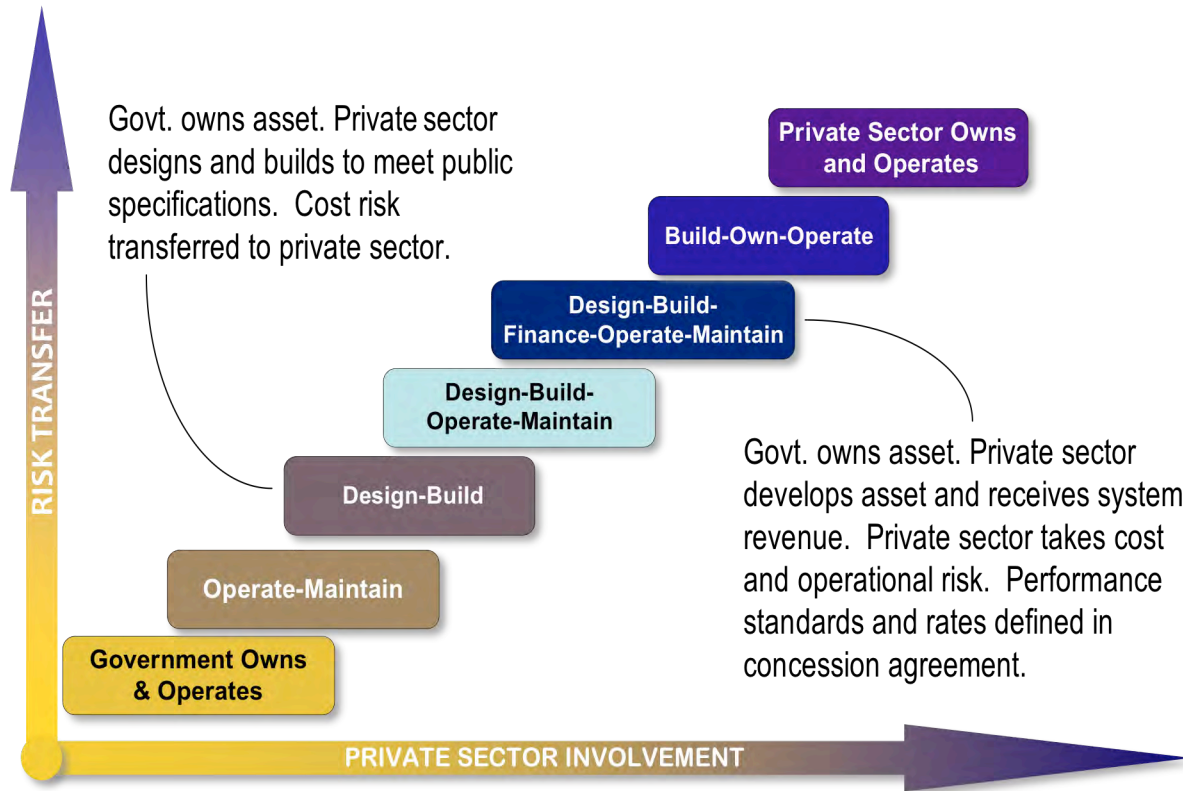 Govt. owns asset. Private sector
designs and builds to meet public
specifications.  Cost risk
transferred to private sector.
Private Sector Owns
and Operates
Build-Own-Operate
Design-Build-
Finance-Operate-Maintain
Design-Build-
Operate-Maintain
Design-Build
Operate-Maintain
Government Owns
& Operates
Govt. owns asset. Private sector
develops asset and receives system
revenue.  Private sector takes cost
and operational risk.  Performance
standards and rates defined in
concession agreement.
RISK TRANSFER
PRIVATE SECTOR INVOLVEMENT